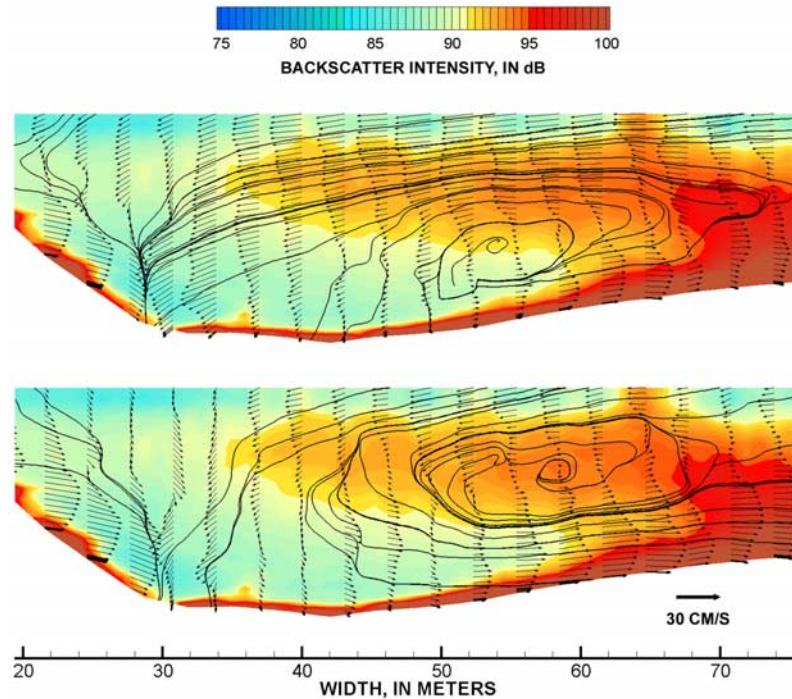 75 80 85 90 95 100
BACKSCATTER INTENSITY, IN dB
30 CM/S
20 30 40 50 60 70
WIDTH, IN METERS